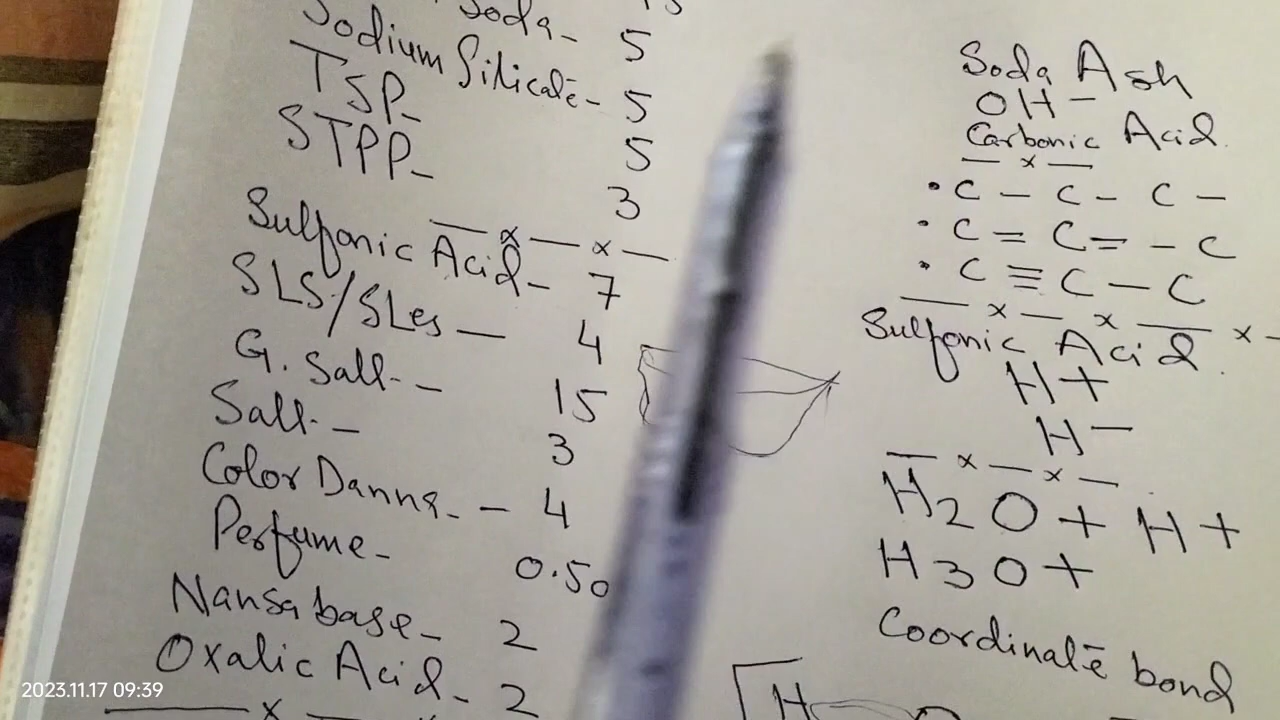 Soda- 5
Sodium Silicate- 5
TSP- 5
STPP- 3
— x — x —
Sulfonic Acid- 7
SLS/SLes — 4
G. Salt- - 15
Salt- - 3
Color Danna- - 4
Perfume- 0.50
Nansa base- 2
Oxalic Acid- 2
Soda Ash
OH-
Carbonic Acid
— x —
• C - C - C -
• C = C = - C
• C ≡ C - C
— x — x — x -
Sulfonic Acid.
H+
H-
— x — x —
H2O + H+
H3O+
Coordinate bond
H
2023.11.17 09:39